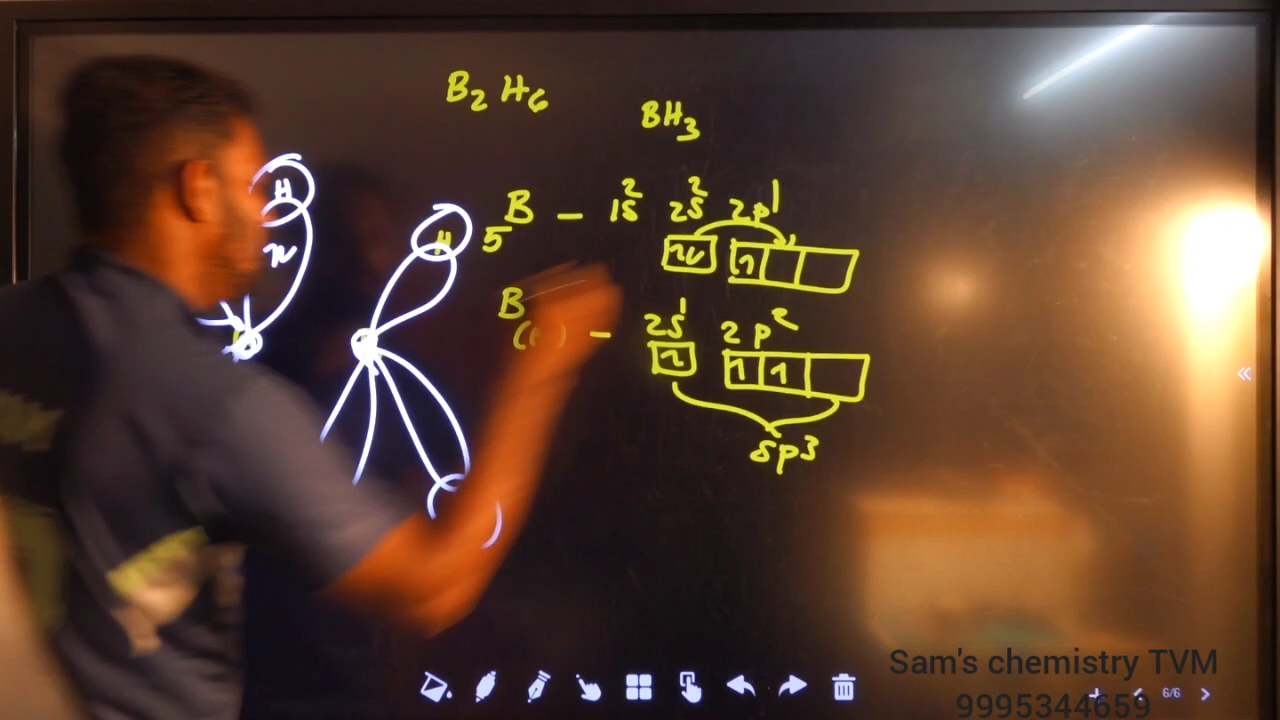 B₂H₆
BH₃
H
H
₅B – 1s² 2s² 2p¹
B
– 2s¹ 2p²
sp³
Sam's chemistry TVM
9995344659
6/6